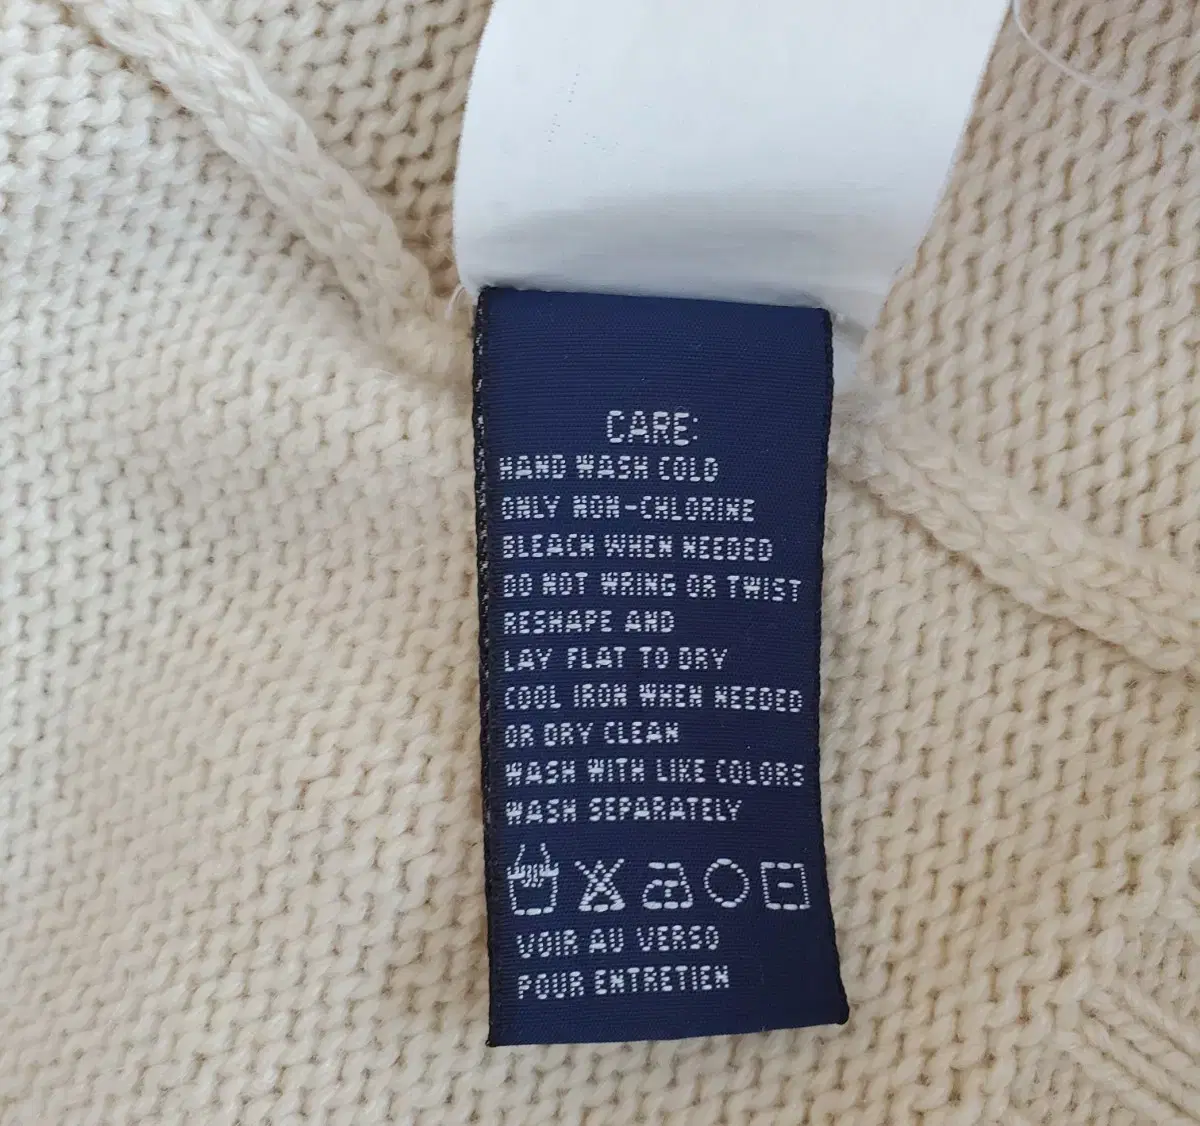 CARE:
HAND WASH COLD
ONLY NON-CHLORINE
BLEACH WHEN NEEDED
DO NOT WRING OR TWIST
RESHAPE AND
LAY FLAT TO DRY
COOL IRON WHEN NEEDED
OR DRY CLEAN
WASH WITH LIKE COLORS
WASH SEPARATELY
VOIR AU VERSO
POUR ENTRETIEN